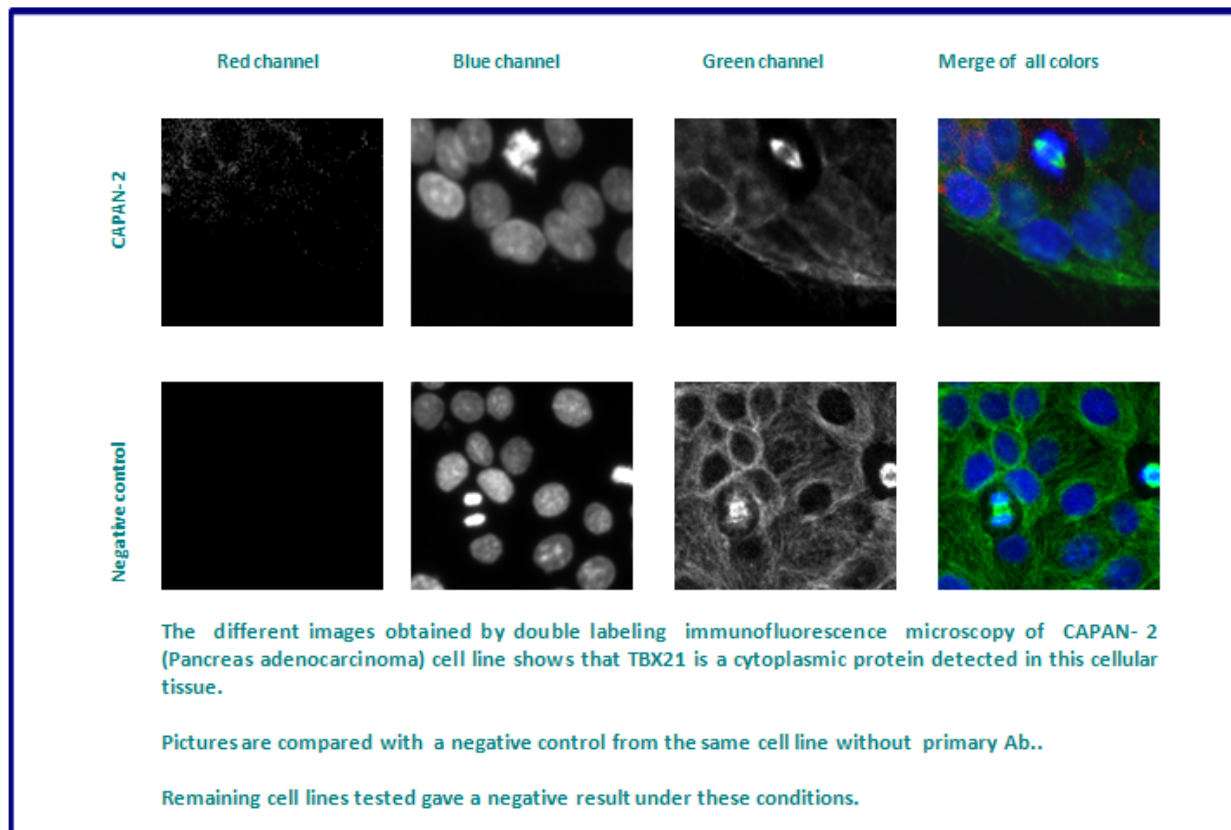 Red channel Blue channel Green channel Merge of all colors
CAPAN-2
Negative control
The different images obtained by double labeling immunofluorescence microscopy of CAPAN- 2
(Pancreas adenocarcinoma) cell line shows that TBX21 is a cytoplasmic protein detected in this cellular
tissue.
Pictures are compared with a negative control from the same cell line without primary Ab..
Remaining cell lines tested gave a negative result under these conditions.